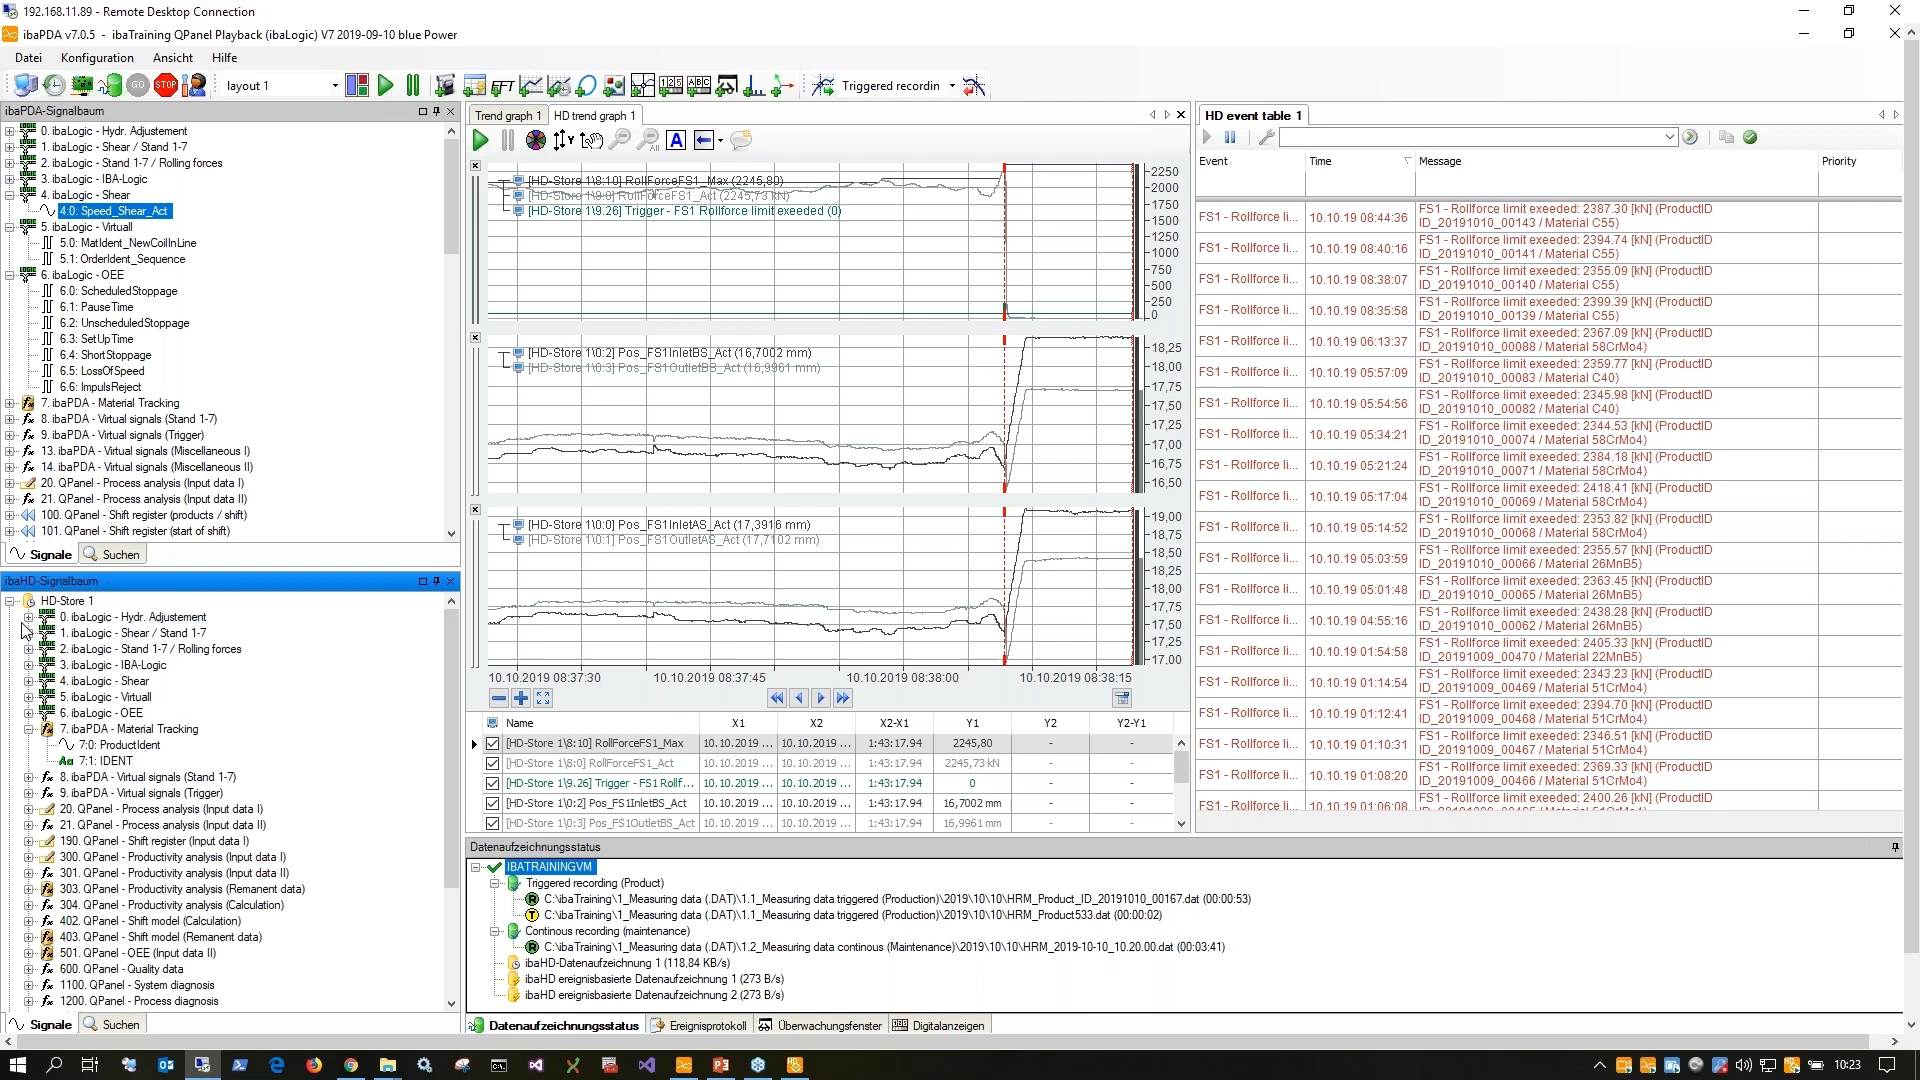 192.168.11.89 - Remote Desktop Connection
ibaPDA v7.0.5 - ibaTraining QPanel Playback (ibaLogic) V7 2019-09-10 blue Power
Datei Konfiguration Ansicht Hilfe
GO STOP layout 1 FFT Triggered recordin
ibaPDA-Signalbaum
0. ibaLogic - Hydr. Adjustement
1. ibaLogic - Shear / Stand 1-7
2. ibaLogic - Stand 1-7 / Rolling forces
3. ibaLogic - IBA-Logic
4. ibaLogic - Shear
4:0: Speed_Shear_Act
5. ibaLogic - Virtuall
5.0: MatIdent_NewCoilInLine
5.1: OrderIdent_Sequence
6. ibaLogic - OEE
6.0: ScheduledStoppage
6.1: PauseTime
6.2: UnscheduledStoppage
6.3: SetUpTime
6.4: ShortStoppage
6.5: LossOfSpeed
6.6: ImpulsReject
7. ibaPDA - Material Tracking
8. ibaPDA - Virtual signals (Stand 1-7)
9. ibaPDA - Virtual signals (Trigger)
13. ibaPDA - Virtual signals (Miscellaneous I)
14. ibaPDA - Virtual signals (Miscellaneous II)
20. QPanel - Process analysis (Input data I)
21. QPanel - Process analysis (Input data II)
100. QPanel - Shift register (products / shift)
101. QPanel - Shift register (start of shift)
Signale Suchen
ibaHD-Signalbaum
HD-Store 1
0. ibaLogic - Hydr. Adjustement
1. ibaLogic - Shear / Stand 1-7
2. ibaLogic - Stand 1-7 / Rolling forces
3. ibaLogic - IBA-Logic
4. ibaLogic - Shear
5. ibaLogic - Virtuall
6. ibaLogic - OEE
7. ibaPDA - Material Tracking
7:0: ProductIdent
7:1: IDENT
8. ibaPDA - Virtual signals (Stand 1-7)
9. ibaPDA - Virtual signals (Trigger)
20. QPanel - Process analysis (Input data I)
21. QPanel - Process analysis (Input data II)
190. QPanel - Shift register (Input data I)
300. QPanel - Productivity analysis (Input data I)
301. QPanel - Productivity analysis (Input data II)
303. QPanel - Productivity analysis (Remanent data)
304. QPanel - Productivity analysis (Calculation)
402. QPanel - Shift model (Calculation)
403. QPanel - Shift model (Remanent data)
501. QPanel - OEE (Input data II)
600. QPanel - Quality data
1100. QPanel - System diagnosis
1200. QPanel - Process diagnosis
Signale Suchen
Trend graph 1 HD trend graph 1
[HD-Store 1\8:10] RollForceFS1_Max (2245,80)
[HD-Store 1\8:0] RollForceFS1_Act (2245,73 kN)
[HD-Store 1\9.26] Trigger - FS1 Rollforce limit exceeded (0)
2250
2000
1750
1500
1250
1000
750
500
250
0
[HD-Store 1\0:2] Pos_FS1InletBS_Act (16,7002 mm)
[HD-Store 1\0:3] Pos_FS1OutletBS_Act (16,9961 mm)
18,25
18,00
17,75
17,50
17,25
17,00
16,75
16,50
[HD-Store 1\0:0] Pos_FS1InletAS_Act (17,3916 mm)
[HD-Store 1\0:1] Pos_FS1OutletAS_Act (17,7102 mm)
19,00
18,75
18,50
18,25
18,00
17,75
17,50
17,25
17,00
10.10.2019 08:37:30 10.10.2019 08:37:45 10.10.2019 08:38:00 10.10.2019 08:38:15
Name X1 X2 X2-X1 Y1 Y2 Y2-Y1
[HD-Store 1\8:10] RollForceFS1_Max 10.10.2019 ... 10.10.2019 ... 1:43:17.94 2245,80 - -
[HD-Store 1\8:0] RollForceFS1_Act 10.10.2019 ... 10.10.2019 ... 1:43:17.94 2245,73 kN - -
[HD-Store 1\9.26] Trigger - FS1 Rollf... 10.10.2019 ... 10.10.2019 ... 1:43:17.94 0 - -
[HD-Store 1\0:2] Pos_FS1InletBS_Act 10.10.2019 ... 10.10.2019 ... 1:43:17.94 16,7002 mm - -
[HD-Store 1\0:3] Pos_FS1OutletBS_Act 10.10.2019 ... 10.10.2019 ... 1:43:17.94 16,9961 mm - -
HD event table 1
Event Time Message Priority
FS1 - Rollforce li... 10.10.19 08:44:36 FS1 - Rollforce limit exeeded: 2387.30 [kN] (ProductID
ID_20191010_00143 / Material C55)
FS1 - Rollforce li... 10.10.19 08:40:16 FS1 - Rollforce limit exeeded: 2394.74 [kN] (ProductID
ID_20191010_00141 / Material C55)
FS1 - Rollforce li... 10.10.19 08:38:07 FS1 - Rollforce limit exeeded: 2355.09 [kN] (ProductID
ID_20191010_00140 / Material C55)
FS1 - Rollforce li... 10.10.19 08:35:58 FS1 - Rollforce limit exeeded: 2399.39 [kN] (ProductID
ID_20191010_00139 / Material C55)
FS1 - Rollforce li... 10.10.19 06:13:37 FS1 - Rollforce limit exeeded: 2367.09 [kN] (ProductID
ID_20191010_00088 / Material 58CrMo4)
FS1 - Rollforce li... 10.10.19 05:57:09 FS1 - Rollforce limit exeeded: 2359.77 [kN] (ProductID
ID_20191010_00083 / Material C40)
FS1 - Rollforce li... 10.10.19 05:54:56 FS1 - Rollforce limit exeeded: 2345.98 [kN] (ProductID
ID_20191010_00082 / Material C40)
FS1 - Rollforce li... 10.10.19 05:34:21 FS1 - Rollforce limit exeeded: 2344.53 [kN] (ProductID
ID_20191010_00074 / Material 58CrMo4)
FS1 - Rollforce li... 10.10.19 05:21:24 FS1 - Rollforce limit exeeded: 2384.18 [kN] (ProductID
ID_20191010_00071 / Material 58CrMo4)
FS1 - Rollforce li... 10.10.19 05:17:04 FS1 - Rollforce limit exeeded: 2418.41 [kN] (ProductID
ID_20191010_00069 / Material 58CrMo4)
FS1 - Rollforce li... 10.10.19 05:14:52 FS1 - Rollforce limit exeeded: 2353.82 [kN] (ProductID
ID_20191010_00068 / Material 58CrMo4)
FS1 - Rollforce li... 10.10.19 05:03:59 FS1 - Rollforce limit exeeded: 2355.57 [kN] (ProductID
ID_20191010_00066 / Material 26MnB5)
FS1 - Rollforce li... 10.10.19 05:01:48 FS1 - Rollforce limit exeeded: 2363.45 [kN] (ProductID
ID_20191010_00065 / Material 26MnB5)
FS1 - Rollforce li... 10.10.19 04:55:16 FS1 - Rollforce limit exeeded: 2438.28 [kN] (ProductID
ID_20191010_00062 / Material 26MnB5)
FS1 - Rollforce li... 10.10.19 01:54:58 FS1 - Rollforce limit exeeded: 2405.33 [kN] (ProductID
ID_20191009_00470 / Material 22MnB5)
FS1 - Rollforce li... 10.10.19 01:14:54 FS1 - Rollforce limit exeeded: 2343.23 [kN] (ProductID
ID_20191009_00469 / Material 51CrMo4)
FS1 - Rollforce li... 10.10.19 01:12:41 FS1 - Rollforce limit exeeded: 2394.70 [kN] (ProductID
ID_20191009_00468 / Material 51CrMo4)
FS1 - Rollforce li... 10.10.19 01:10:31 FS1 - Rollforce limit exeeded: 2346.51 [kN] (ProductID
ID_20191009_00467 / Material 51CrMo4)
FS1 - Rollforce li... 10.10.19 01:08:20 FS1 - Rollforce limit exeeded: 2369.33 [kN] (ProductID
ID_20191009_00466 / Material 51CrMo4)
FS1 - Rollforce li... 10.10.19 01:06:08 FS1 - Rollforce limit exeeded: 2400.26 [kN] (ProductID
Datenaufzeichnungsstatus
IBATRAININGVM
Triggered recording (Product)
C:\ibaTraining\1_Measuring data (.DAT)\1.1_Measuring data triggered (Production)\2019\10\10\HRM_Product_ID_20191010_00167.dat (00:00:53)
C:\ibaTraining\1_Measuring data (.DAT)\1.1_Measuring data triggered (Production)\2019\10\10\HRM_Product533.dat (00:00:02)
Continous recording (maintenance)
C:\ibaTraining\1_Measuring data (.DAT)\1.2_Measuring data continous (Maintenance)\2019\10\10\HRM_2019-10-10_10.20.00.dat (00:03:41)
ibaHD-Datenaufzeichnung 1 (118,84 KB/s)
ibaHD ereignisbasierte Datenaufzeichnung 1 (273 B/s)
ibaHD ereignisbasierte Datenaufzeichnung 2 (273 B/s)
Datenaufzeichnungsstatus Ereignisprotokoll Überwachungsfenster Digitalanzeigen
10:23